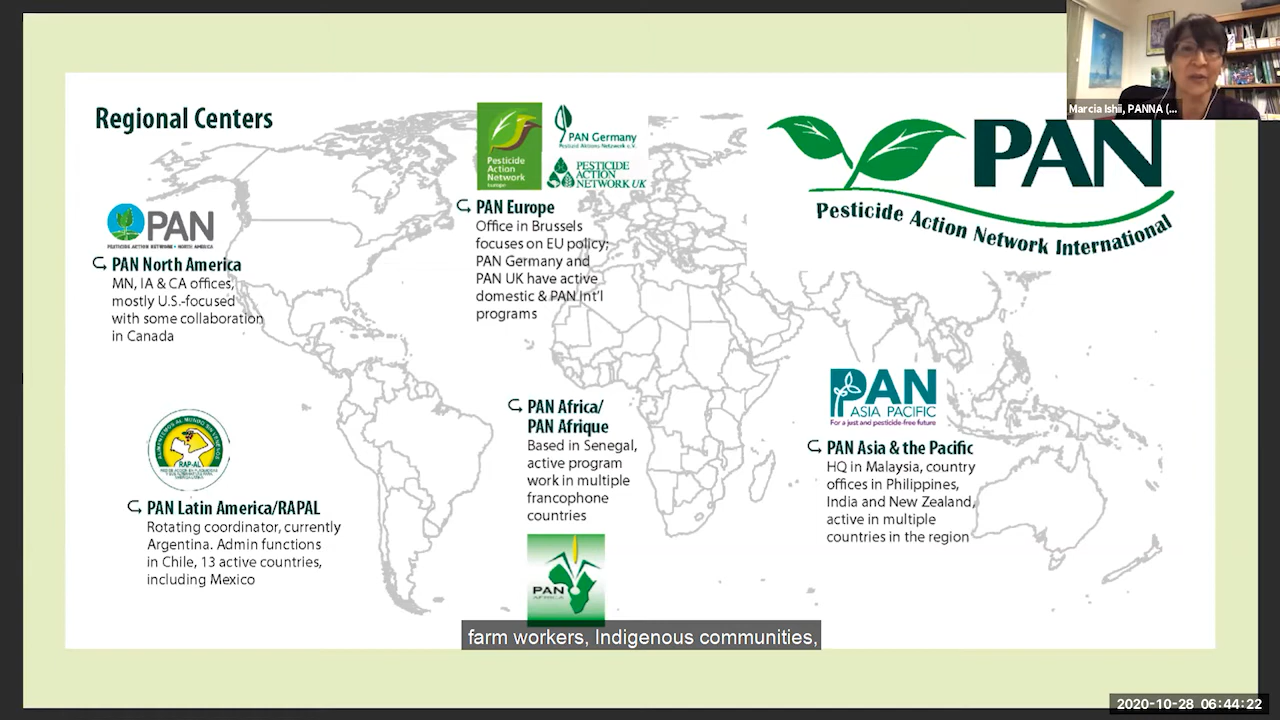 Regional Centers
PAN
PESTICIDE ACTION NETWORK • NORTH AMERICA
PAN North America
MN, IA & CA offices,
mostly U.S.-focused
with some collaboration
in Canada
Pesticide
Action
Network
Europe
PAN Germany
Pestizid Aktions-Netzwerk e.V.
PESTICIDE
ACTION
NETWORK UK
PAN Europe
Office in Brussels
focuses on EU policy;
PAN Germany and
PAN UK have active
domestic & PAN Int'l
programs
PAN
Pesticide Action Network International
Marcia Ishii, PANNA (...
RAP-AL
PAN Latin America/RAPAL
Rotating coordinator, currently
Argentina. Admin functions
in Chile, 13 active countries,
including Mexico
PAN Africa/
PAN Afrique
Based in Senegal,
active program
work in multiple
francophone
countries
PAN
PAN
ASIA PACIFIC
For a just and pesticide-free future
PAN Asia & the Pacific
HQ in Malaysia, country
offices in Philippines,
India and New Zealand,
active in multiple
countries in the region
farm workers, Indigenous communities,
2020-10-28 06:44:22